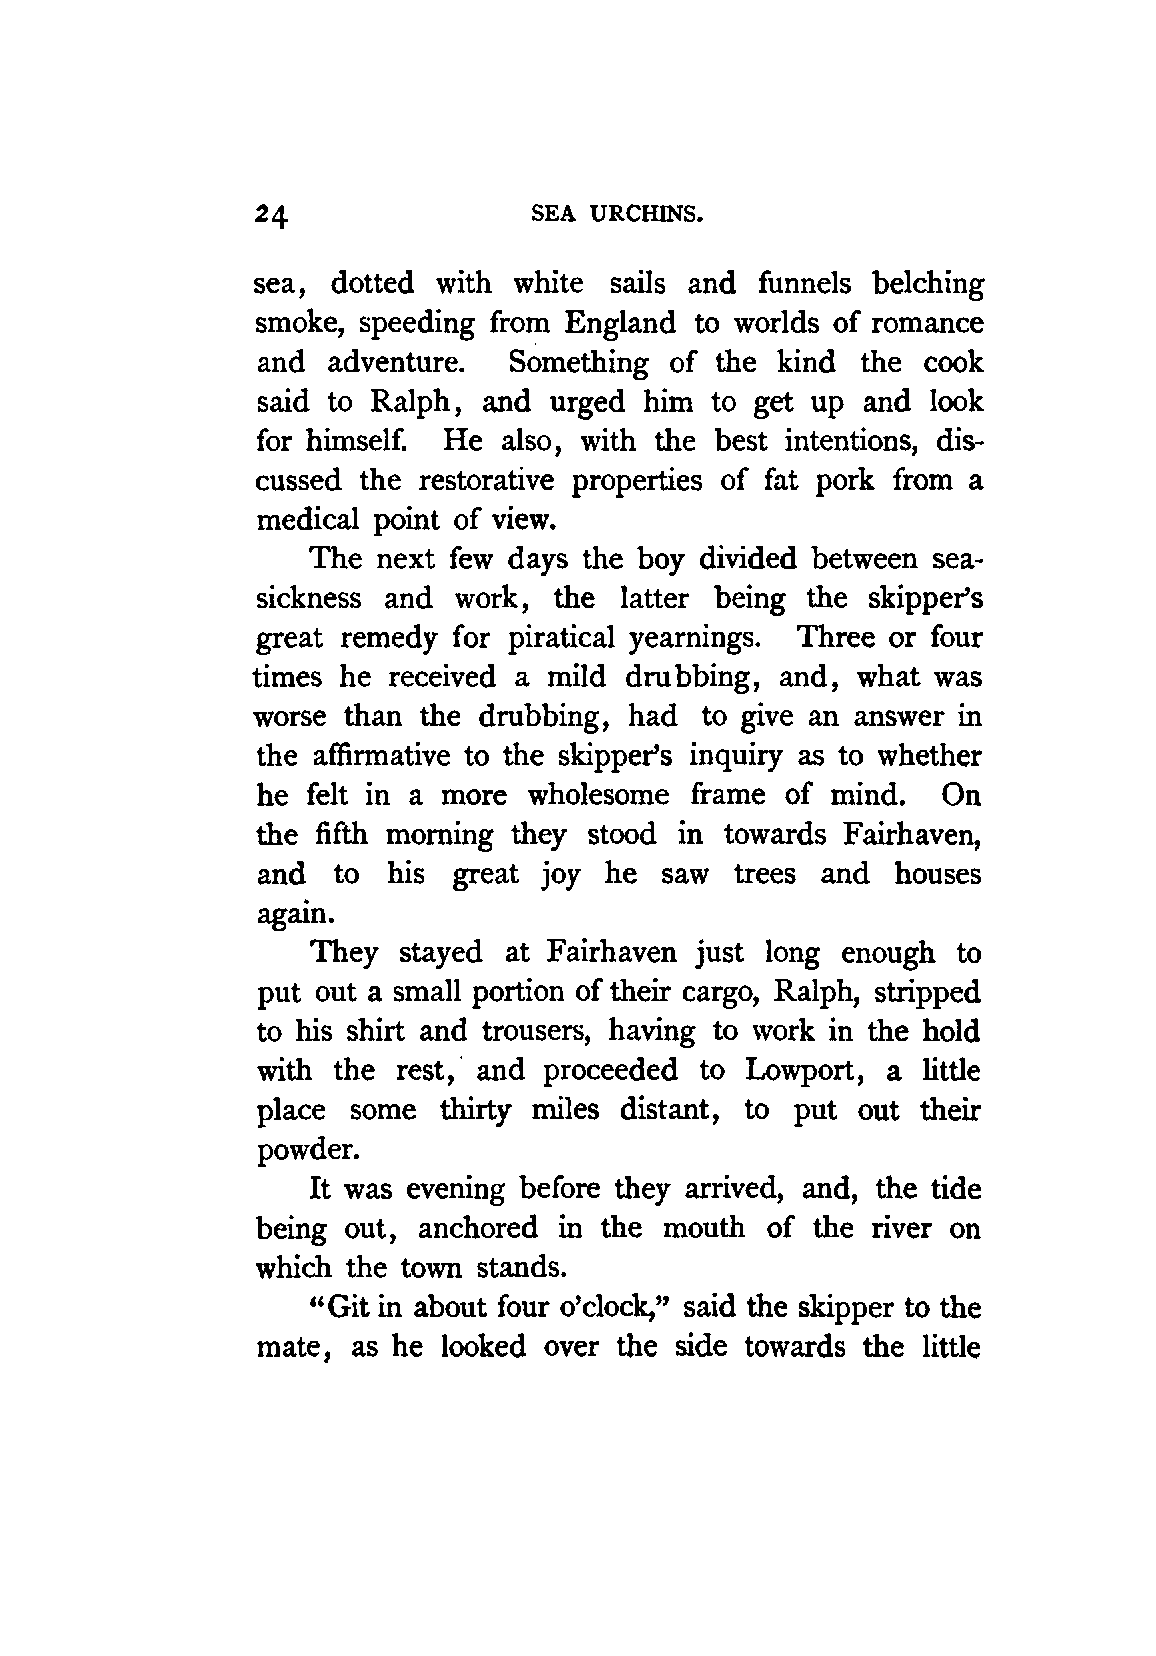 24 SEA URCHINS.
sea, dotted with white sails and funnels belching
smoke, speeding from England to worlds of romance
and adventure. Something of the kind the cook
said to Ralph, and urged him to get up and look
for himself. He also, with the best intentions, dis-
cussed the restorative properties of fat pork from a
medical point of view.
The next few days the boy divided between sea-
sickness and work, the latter being the skipper's
great remedy for piratical yearnings. Three or four
times he received a mild drubbing, and, what was
worse than the drubbing, had to give an answer in
the affirmative to the skipper's inquiry as to whether
he felt in a more wholesome frame of mind. On
the fifth morning they stood in towards Fairhaven,
and to his great joy he saw trees and houses
again.
They stayed at Fairhaven just long enough to
put out a small portion of their cargo, Ralph, stripped
to his shirt and trousers, having to work in the hold
with the rest, and proceeded to Lowport, a little
place some thirty miles distant, to put out their
powder.
It was evening before they arrived, and, the tide
being out, anchored in the mouth of the river on
which the town stands.
“Git in about four o’clock,” said the skipper to the
mate, as he looked over the side towards the little